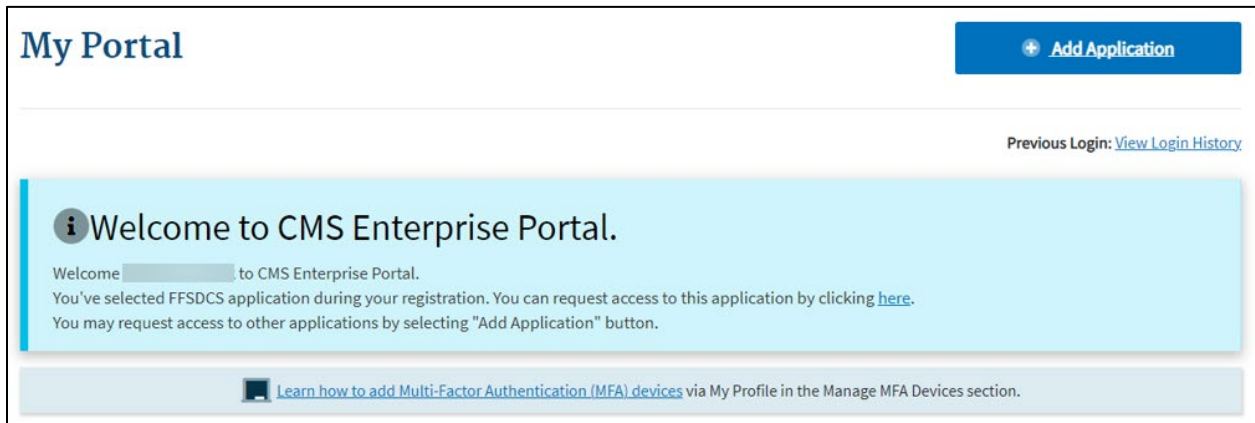 My Portal
Add Application
Previous Login: View Login History
Welcome to CMS Enterprise Portal.
Welcome to CMS Enterprise Portal.
You've selected FFSDCS application during your registration. You can request access to this application by clicking here.
You may request access to other applications by selecting "Add Application" button.
Learn how to add Multi-Factor Authentication (MFA) devices via My Profile in the Manage MFA Devices section.